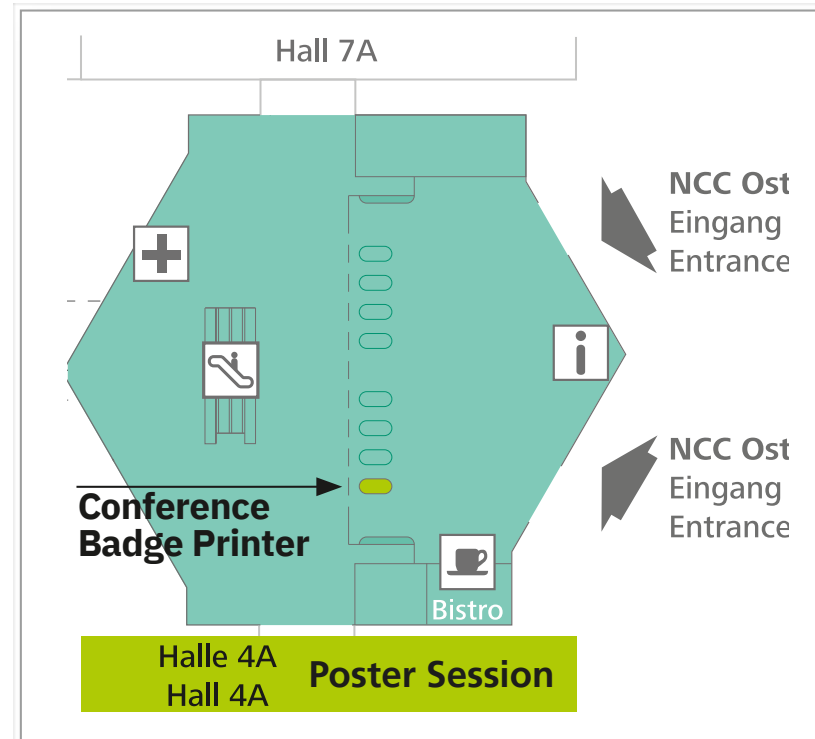 Hall 7A
NCC Ost
Eingang
Entrance
NCC Ost
Eingang
Entrance
Conference
Badge Printer
Bistro
Halle 4A
Hall 4A
Poster Session